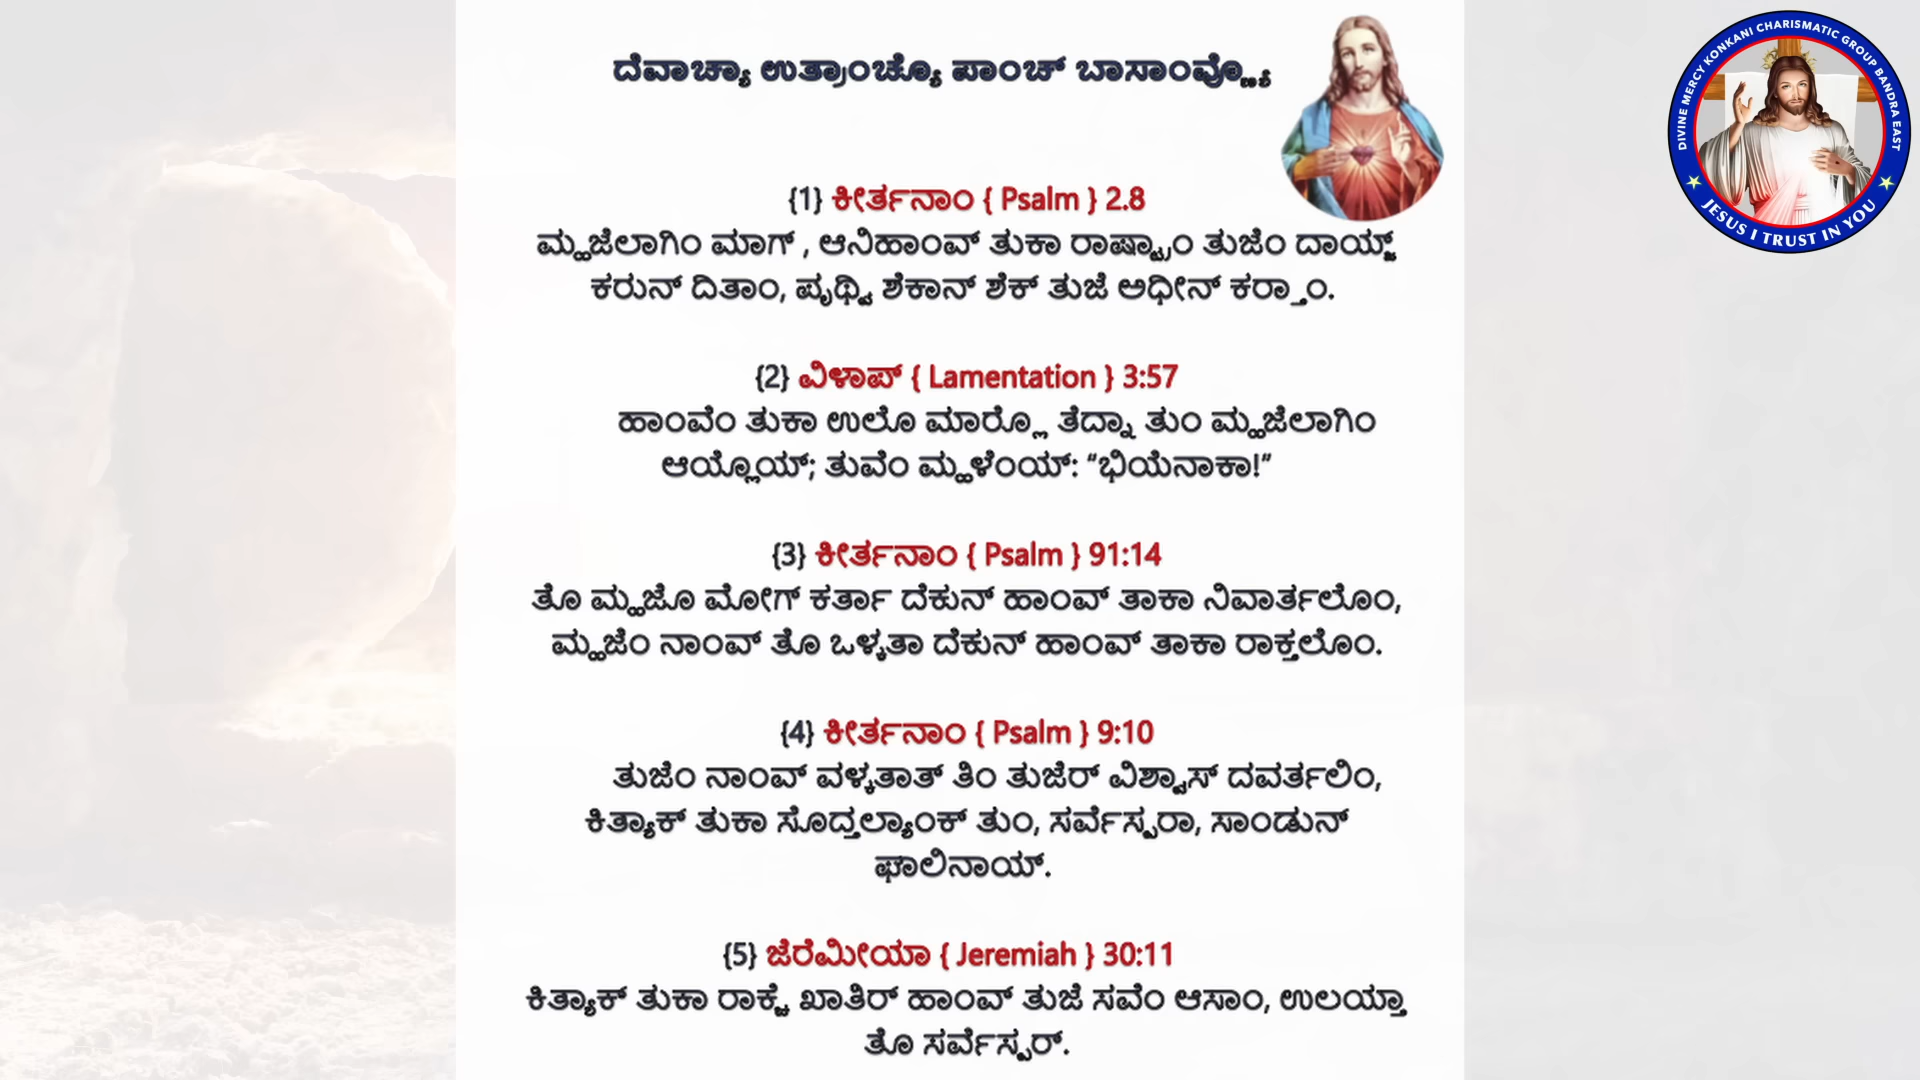 ದೆವಾಚ್ಯಾ ಉತ್ರಾಂಚ್ಯೊ ಪಾಂಚ್ ಬಾಸಾಂವ್ಣ್ಯೊ
{1} ಕೀರ್ತನಾಂ { Psalm } 2.8
ಮ್ಹಜೆಲಾಗಿಂ ಮಾಗ್ , ಆನಿಹಾಂವ್ ತುಕಾ ರಾಷ್ಟ್ರಾಂ ತುಜೆಂ ದಾಯ್ಜ್
ಕರುನ್ ದಿತಾಂ, ಪೃಥ್ವಿ ಶೆಕಾನ್ ಶೆಕ್ ತುಜೆ ಅಧೀನ್ ಕರ್‍ತಾಂ.
{2} ವಿಳಾಪ್ { Lamentation } 3:57
ಹಾಂವೆಂ ತುಕಾ ಉಲೊ ಮಾರ್‍ಲ್ಲೊ ತೆದ್ನಾ ತುಂ ಮ್ಹಜೆಲಾಗಿಂ
ಆಯ್ಲೊಯ್; ತುವೆಂ ಮ್ಹಳೆಂಯ್: “ಭಿಯೆನಾಕಾ!”
{3} ಕೀರ್ತನಾಂ { Psalm } 91:14
ತೊ ಮ್ಹಜೊ ಮೋಗ್ ಕರ್ತಾ ದೆಕುನ್ ಹಾಂವ್ ತಾಕಾ ನಿವಾರ್ತಲೊಂ,
ಮ್ಹಜೆಂ ನಾಂವ್ ತೊ ಒಳ್ಕತಾ ದೆಕುನ್ ಹಾಂವ್ ತಾಕಾ ರಾಕ್ತಲೊಂ.
{4} ಕೀರ್ತನಾಂ { Psalm } 9:10
ತುಜೆಂ ನಾಂವ್ ವಳ್ಕತಾತ್ ತಿಂ ತುಜೆರ್ ವಿಶ್ವಾಸ್ ದವರ್ತಲಿಂ,
ಕಿತ್ಯಾಕ್ ತುಕಾ ಸೊದ್ತಲ್ಯಾಂಕ್ ತುಂ, ಸರ್ವೆಸ್ಪರಾ, ಸಾಂಡುನ್
ಘಾಲಿನಾಯ್.
{5} ಜೆರೆಮೀಯಾ { Jeremiah } 30:11
ಕಿತ್ಯಾಕ್ ತುಕಾ ರಾಕ್ಚೆ ಖಾತಿರ್ ಹಾಂವ್ ತುಜೆ ಸವೆಂ ಆಸಾಂ, ಉಲಯ್ತಾ
ತೊ ಸರ್ವೆಸ್ಪರ್.
DIVINE MERCY KONKANI CHARISMATIC GROUP BANDRA EAST
JESUS I TRUST IN YOU